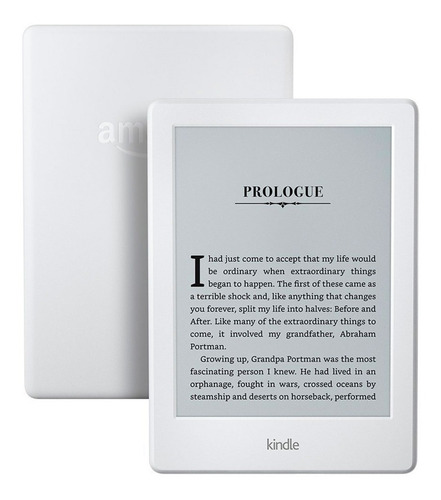 am
PROLOGUE
I had just come to accept that my life would
be ordinary when extraordinary things
began to happen. The first of these came as
a terrible shock and, like anything that changes
you forever, split my life into halves: Before and
After. Like many of the extraordinary things to
come, it involved my grandfather, Abraham
Portman.
Growing up, Grandpa Portman was the most
fascinating person I knew. He had lived in an
orphanage, fought in wars, crossed oceans by
steamship and deserts on horseback, performed
kindle